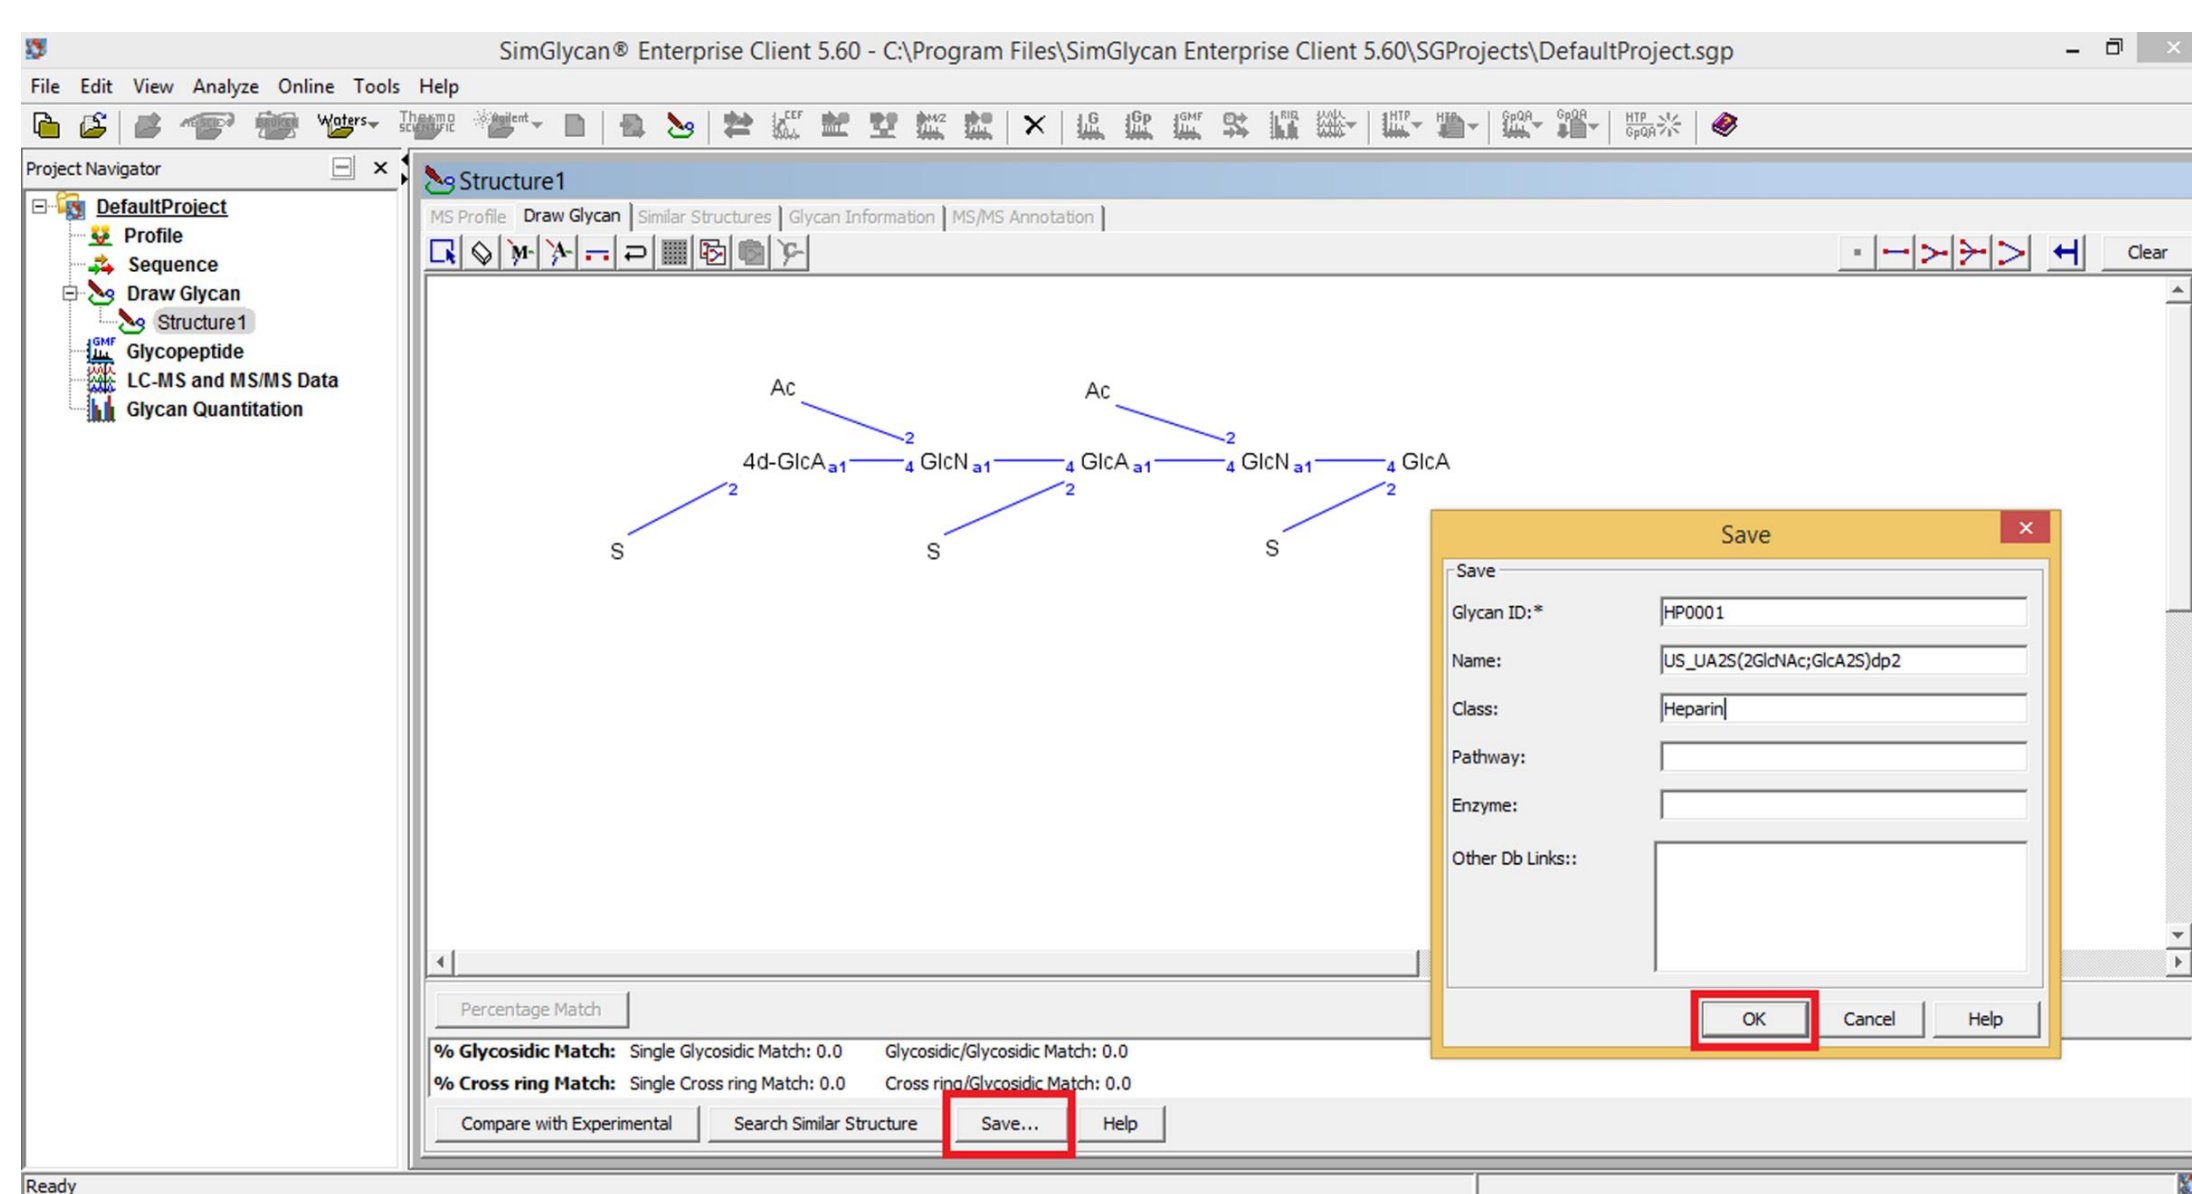 SimGlycan® Enterprise Client 5.60 - C:\Program Files\SimGlycan Enterprise Client 5.60\SGProjects\DefaultProject.sgp
File Edit View Analyze Online Tools Help
Waters
Project Navigator
DefaultProject
Profile
Sequence
Draw Glycan
Structure1
Glycopeptide
LC-MS and MS/MS Data
Glycan Quantitation
Structure1
MS Profile Draw Glycan Similar Structures Glycan Information MS/MS Annotation
Clear
Ac Ac
2 2
4d-GlcA a1 4 GlcN a1 4 GlcA a1 4 GlcN a1 4 GlcA
2 2 2
S S S
Save
Save
Glycan ID:* HP0001
Name: US_UA2S(2GlcNAc;GlcA2S)dp2
Class: Heparin
Pathway:
Enzyme:
Other Db Links::
OK Cancel Help
Percentage Match
% Glycosidic Match: Single Glycosidic Match: 0.0 Glycosidic/Glycosidic Match: 0.0
% Cross ring Match: Single Cross ring Match: 0.0 Cross ring/Glycosidic Match: 0.0
Compare with Experimental Search Similar Structure Save... Help
Ready